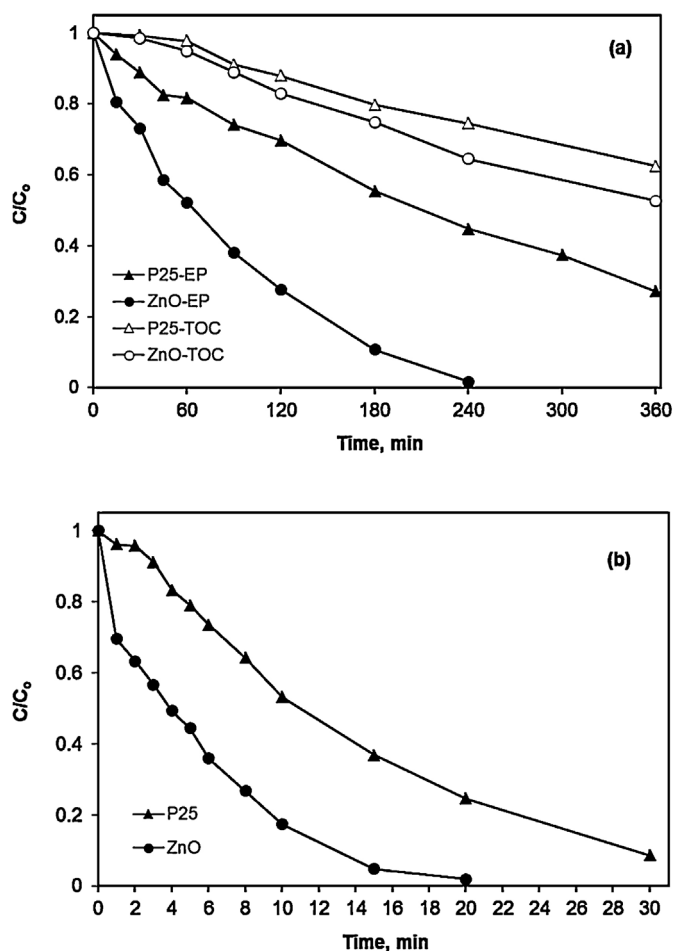 (a)
1
0.8
0.6
0.4
0.2
0
C/Co
P25-EP
ZnO-EP
P25-TOC
ZnO-TOC
0 60 120 180 240 300 360
Time, min
(b)
1
0.8
0.6
0.4
0.2
0
C/Co
P25
ZnO
0 2 4 6 8 10 12 14 16 18 20 22 24 26 28 30
Time, min